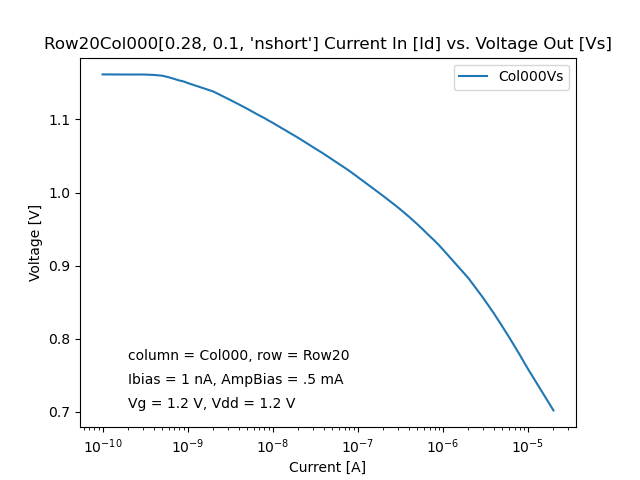 Row20Col000[0.28, 0.1, 'nshort'] Current In [Id] vs. Voltage Out [Vs]
Col000Vs
1.1
1.0
0.9
0.8
0.7
Voltage [V]
column = Col000, row = Row20
Ibias = 1 nA, AmpBias = .5 mA
Vg = 1.2 V, Vdd = 1.2 V
10⁻¹⁰ 10⁻⁹ 10⁻⁸ 10⁻⁷ 10⁻⁶ 10⁻⁵
Current [A]